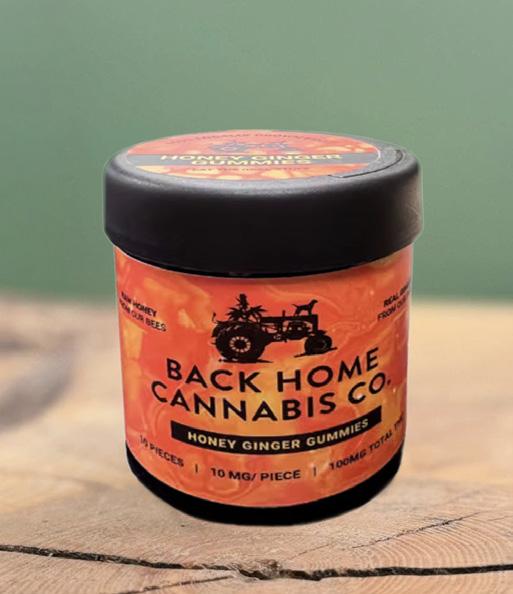 HONEY GINGER
GUMMIES
RAW HONEY
FROM OUR BEES
REAL
FROM OUR
BACK HOME
CANNABIS CO.
HONEY GINGER GUMMIES
10 PIECES | 10 MG/ PIECE | 100MG TOTAL